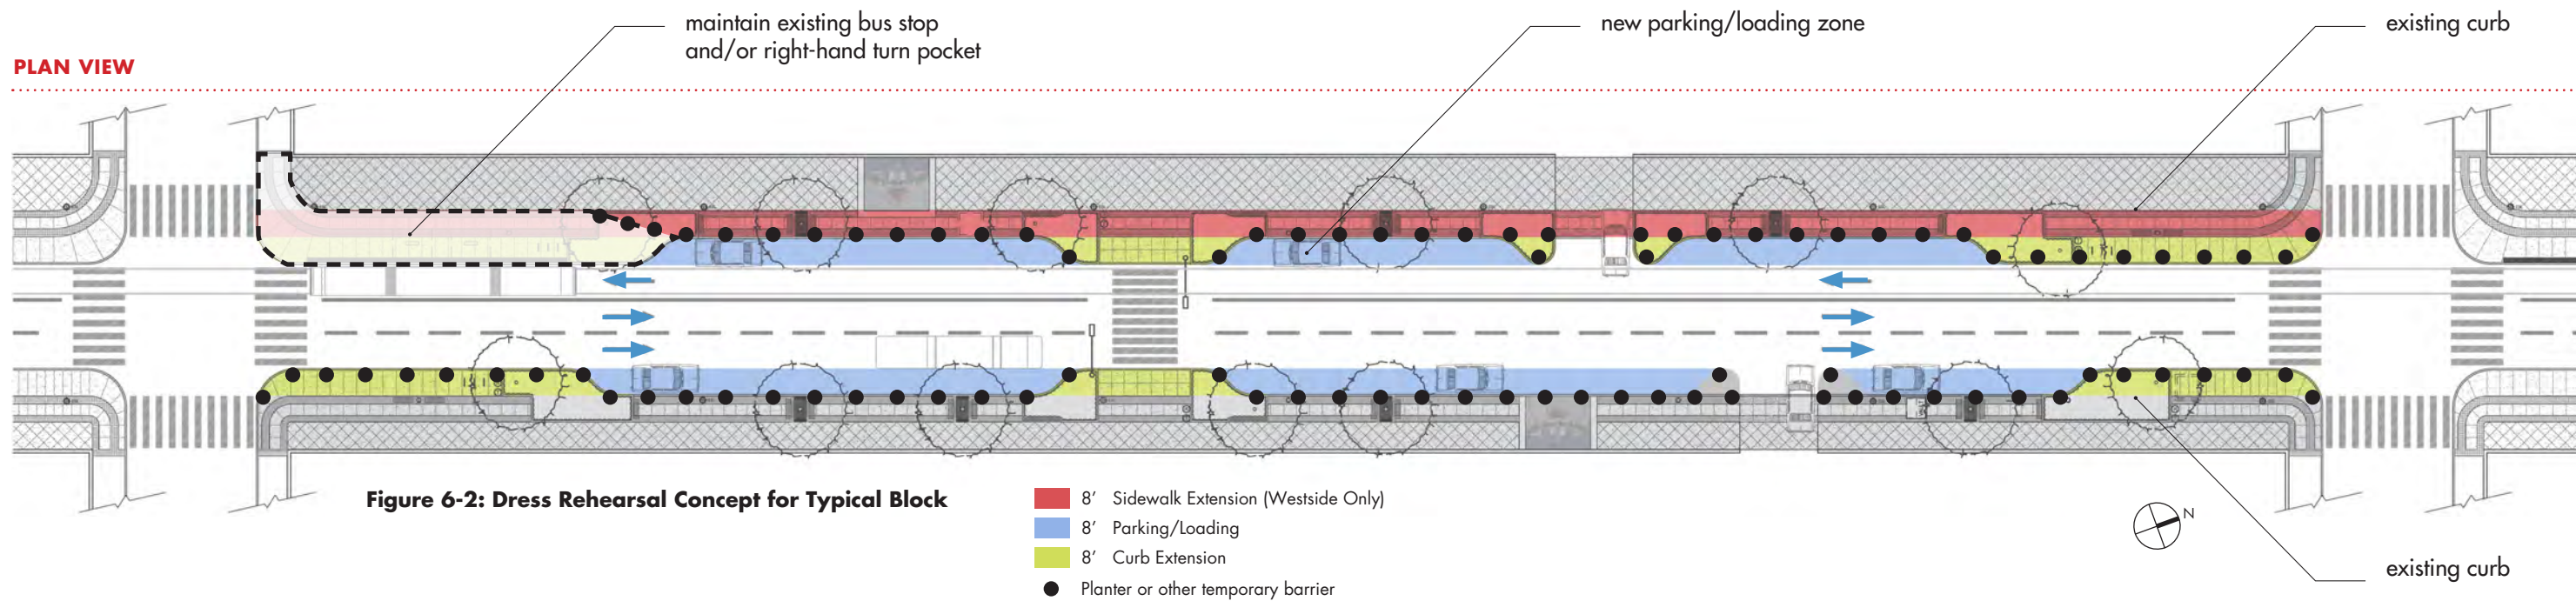 maintain existing bus stop
and/or right-hand turn pocket
new parking/loading zone
existing curb
PLAN VIEW
Figure 6-2: Dress Rehearsal Concept for Typical Block
8’ Sidewalk Extension (Westside Only)
8’ Parking/Loading
8’ Curb Extension
Planter or other temporary barrier
N
existing curb